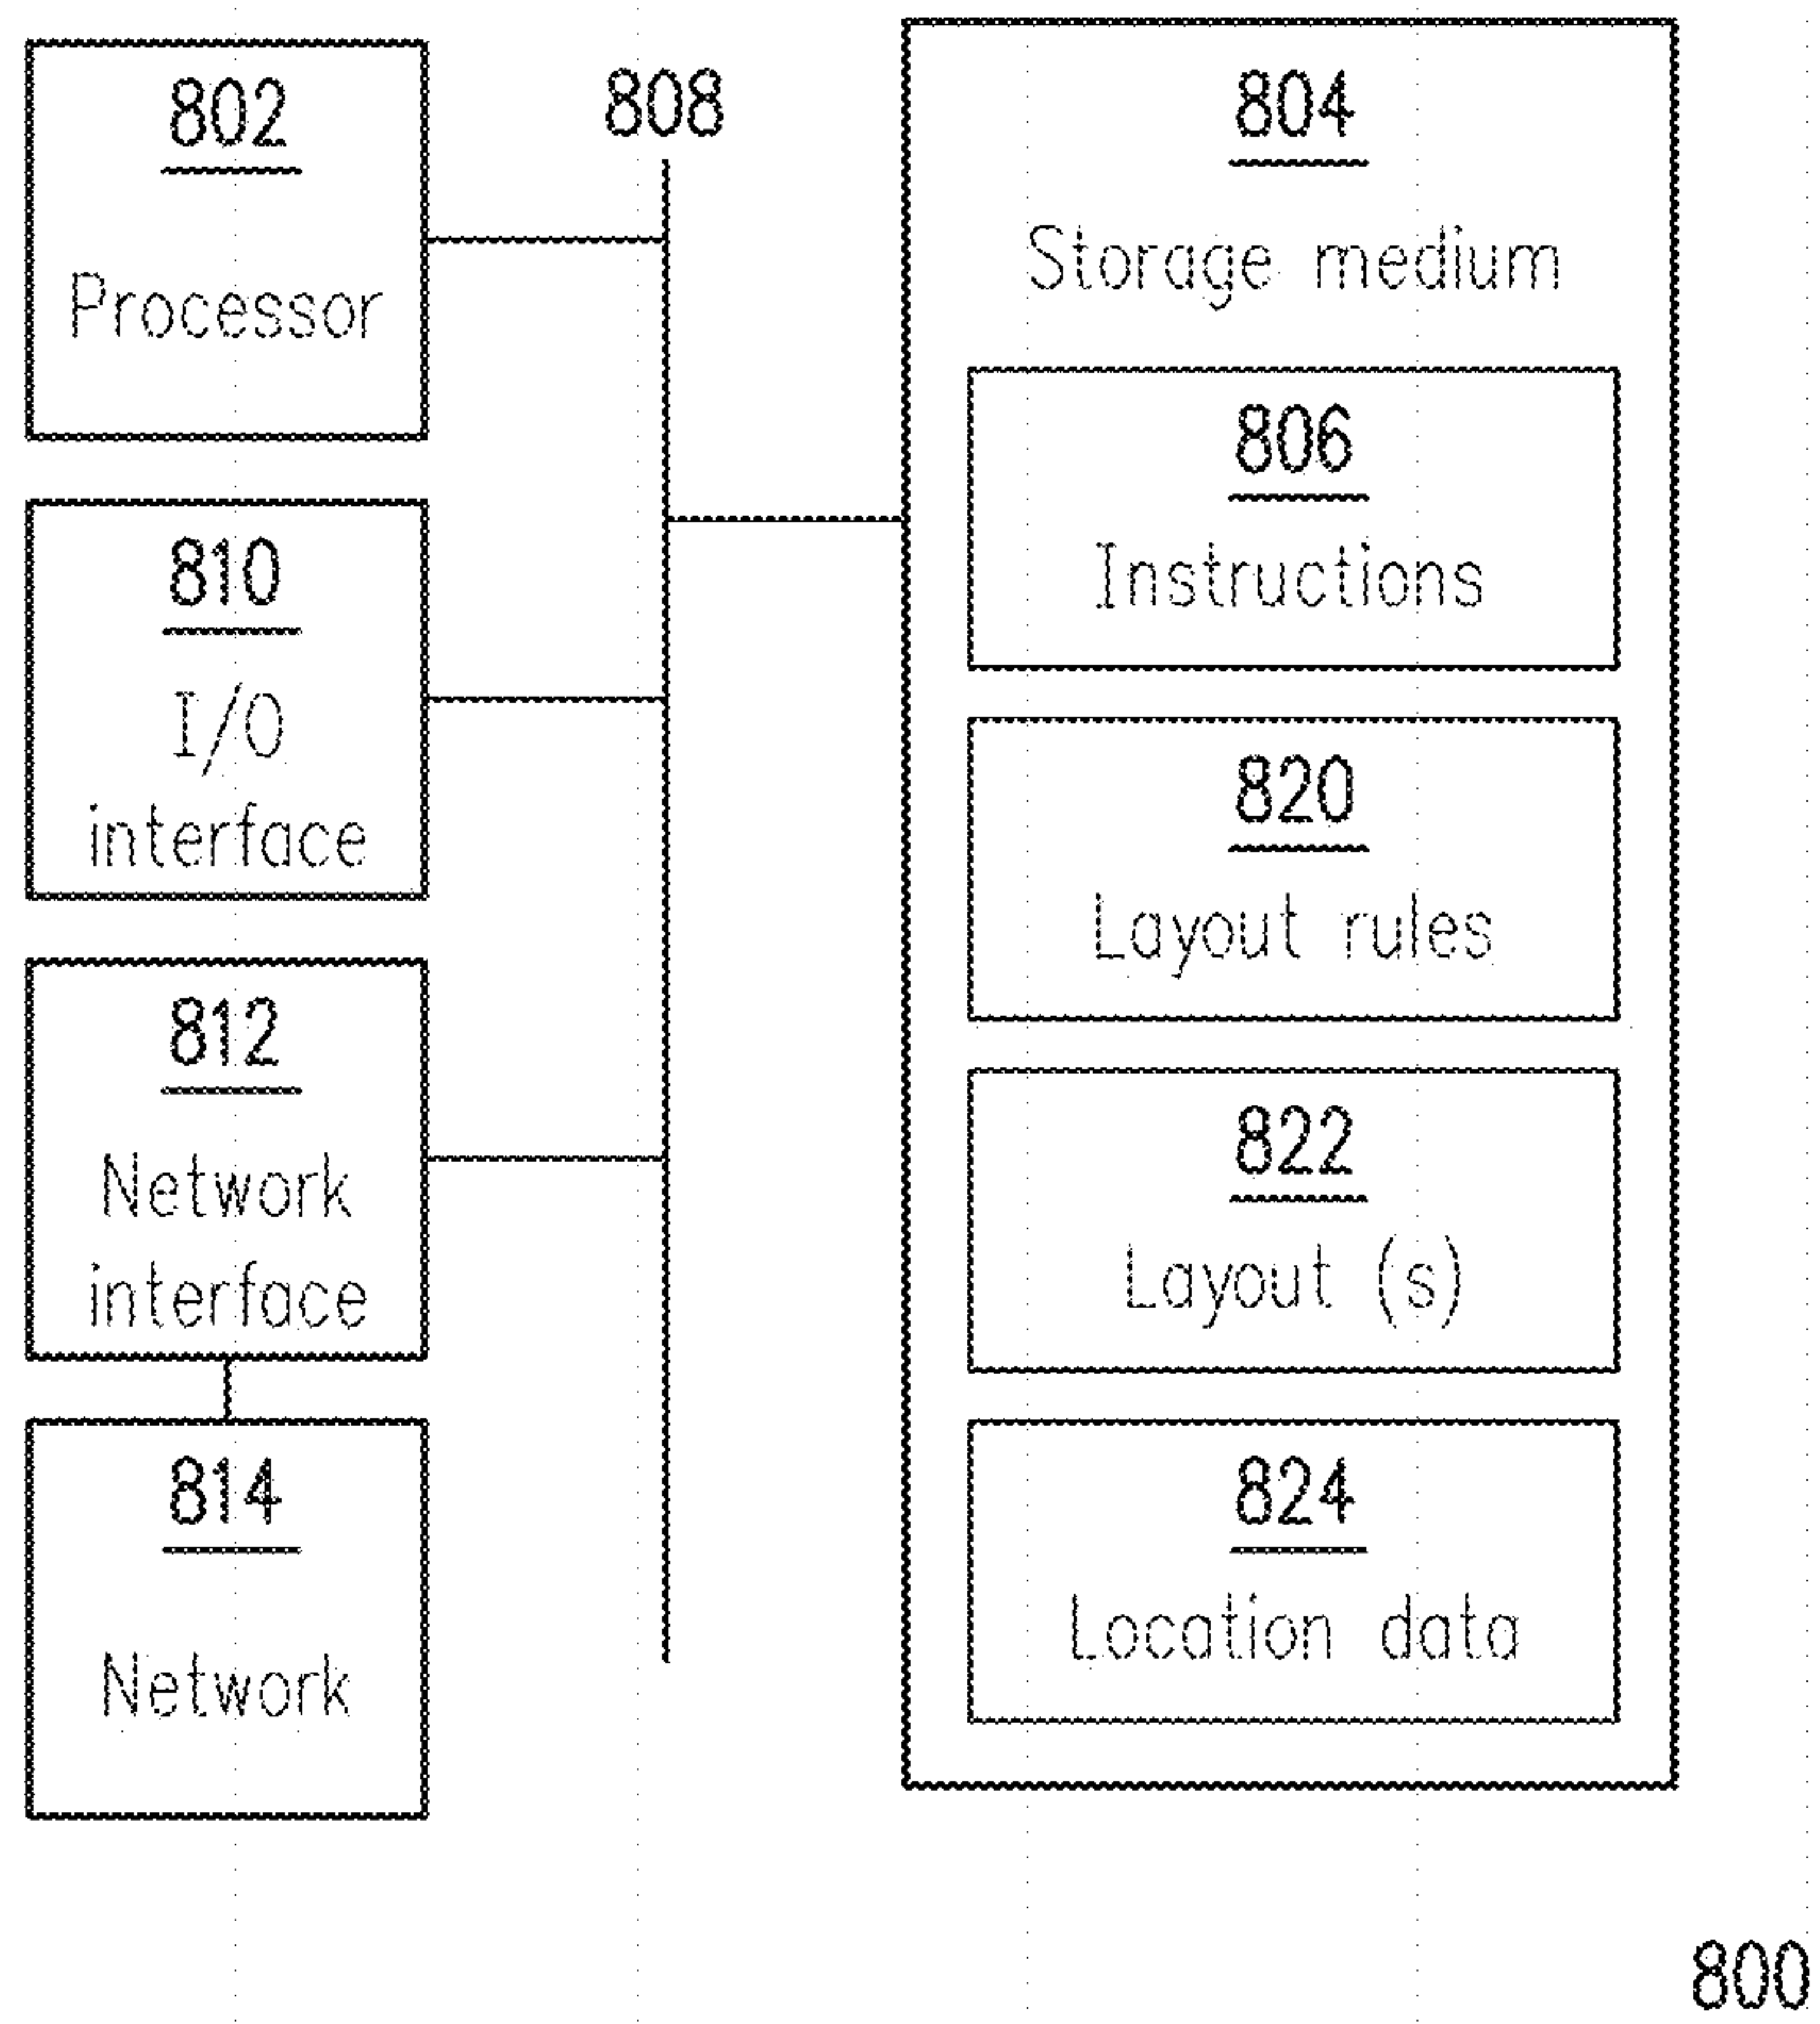 802
Processor
808
810
I/O
interface
812
Network
interface
814
Network
804
Storage medium
806
Instructions
820
Layout rules
822
Layout (s)
824
Location data
800